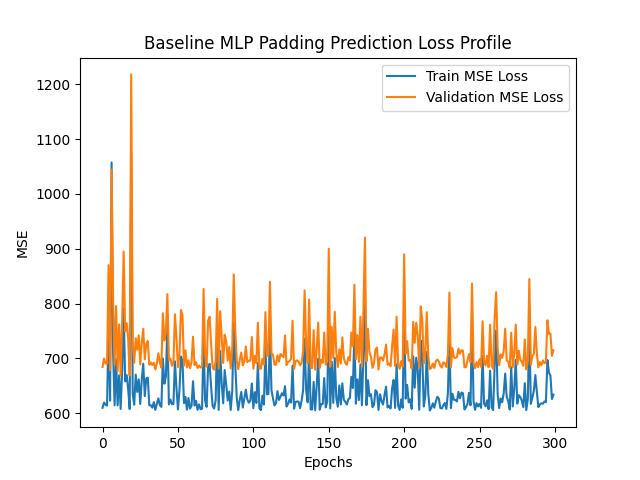 Baseline MLP Padding Prediction Loss Profile
Train MSE Loss
Validation MSE Loss
1200
1100
1000
900
800
700
600
MSE
0 50 100 150 200 250 300
Epochs